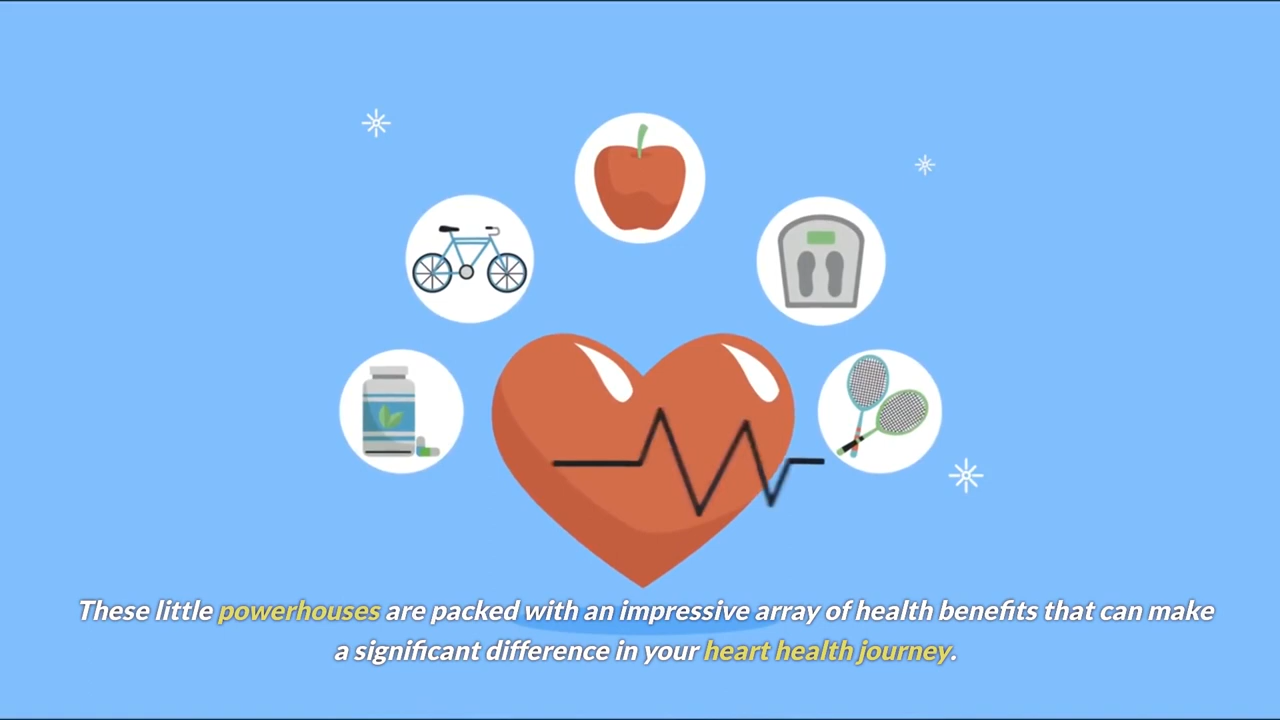 These little powerhouses are packed with an impressive array of health benefits that can make
a significant difference in your heart health journey.